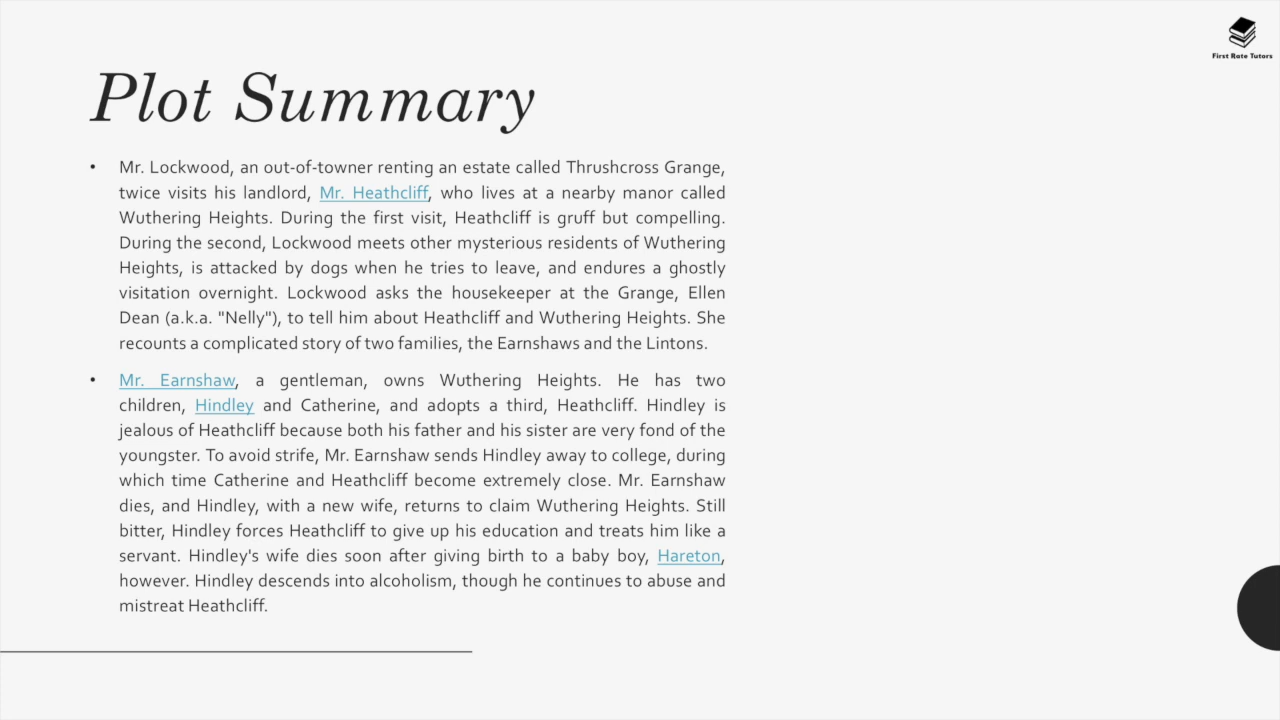 First Rate Tutors
Plot Summary
• Mr. Lockwood, an out-of-towner renting an estate called Thrushcross Grange,
twice visits his landlord, Mr. Heathcliff, who lives at a nearby manor called
Wuthering Heights. During the first visit, Heathcliff is gruff but compelling.
During the second, Lockwood meets other mysterious residents of Wuthering
Heights, is attacked by dogs when he tries to leave, and endures a ghostly
visitation overnight. Lockwood asks the housekeeper at the Grange, Ellen
Dean (a.k.a. "Nelly"), to tell him about Heathcliff and Wuthering Heights. She
recounts a complicated story of two families, the Earnshaws and the Lintons.
• Mr. Earnshaw, a gentleman, owns Wuthering Heights. He has two
children, Hindley and Catherine, and adopts a third, Heathcliff. Hindley is
jealous of Heathcliff because both his father and his sister are very fond of the
youngster. To avoid strife, Mr. Earnshaw sends Hindley away to college, during
which time Catherine and Heathcliff become extremely close. Mr. Earnshaw
dies, and Hindley, with a new wife, returns to claim Wuthering Heights. Still
bitter, Hindley forces Heathcliff to give up his education and treats him like a
servant. Hindley's wife dies soon after giving birth to a baby boy, Hareton,
however. Hindley descends into alcoholism, though he continues to abuse and
mistreat Heathcliff.